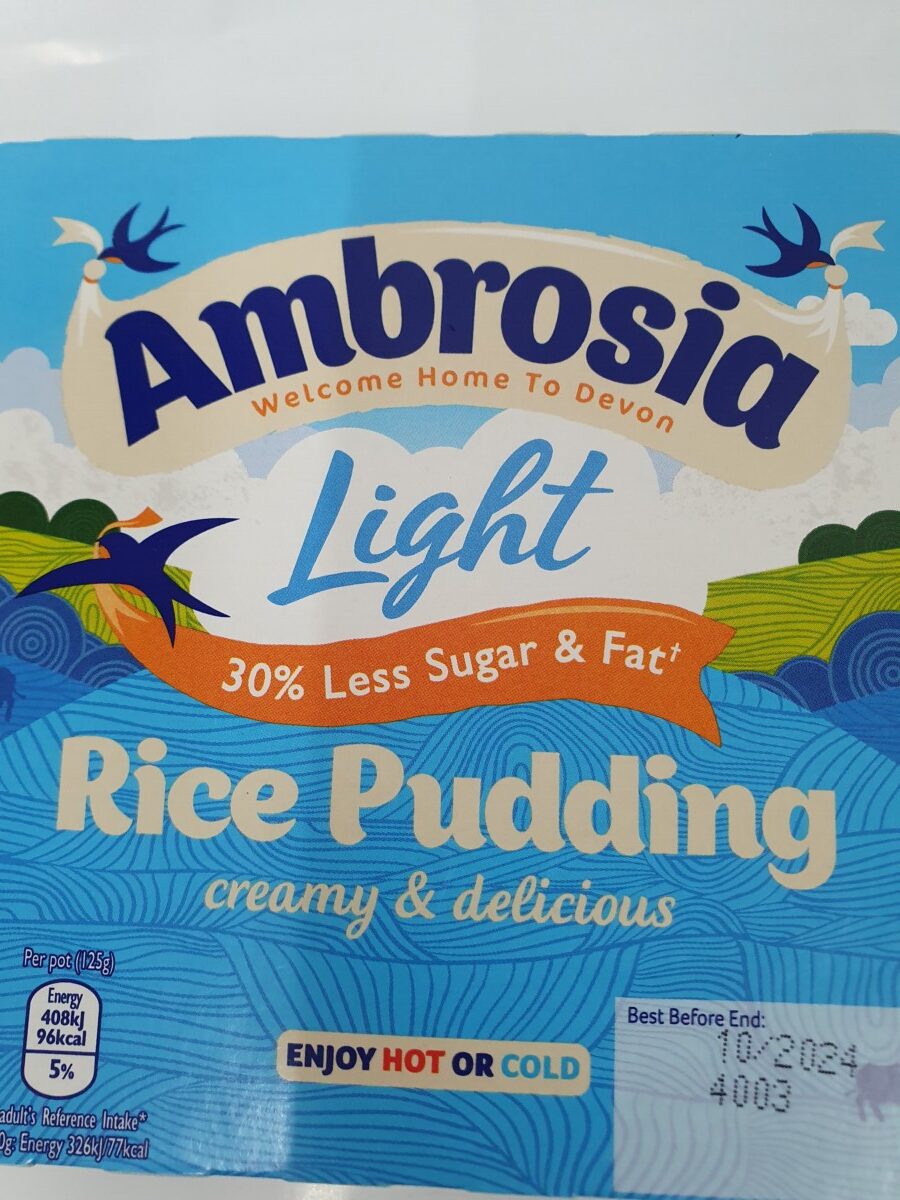 Ambrosia
Welcome Home To Devon
Light
30% Less Sugar & Fat†
Rice Pudding
creamy & delicious
Per pot (125g)
Energy
408kJ
96kcal
5%
adult's Reference Intake*
0g: Energy 326kJ/77kcal
ENJOY HOT OR COLD
Best Before End:
10/2024
4003